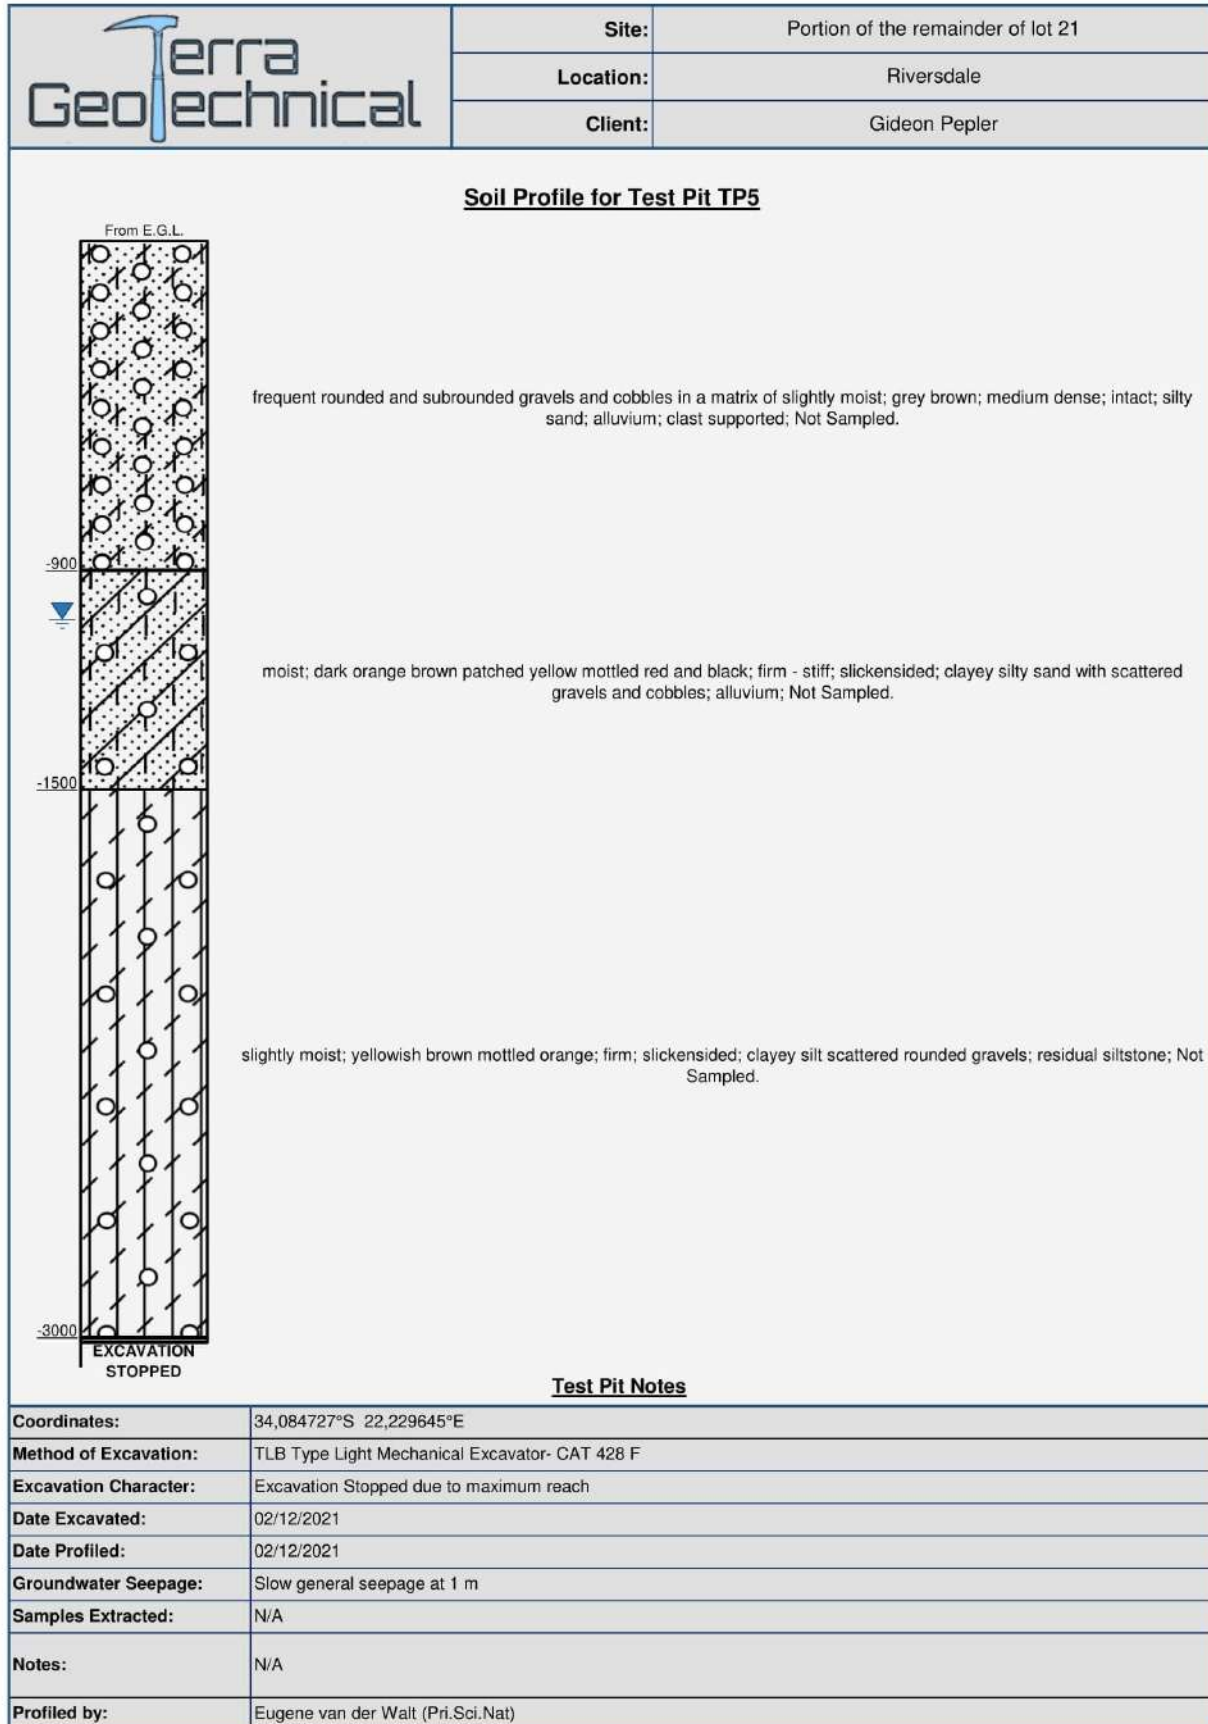 Terra
GeoTechnical
Site: Portion of the remainder of lot 21
Location: Riversdale
Client: Gideon Pepler
Soil Profile for Test Pit TP5
From E.G.L.
frequent rounded and subrounded gravels and cobbles in a matrix of slightly moist; grey brown; medium dense; intact; silty
sand; alluvium; clast supported; Not Sampled.
-900
moist; dark orange brown patched yellow mottled red and black; firm - stiff; slickensided; clayey silty sand with scattered
gravels and cobbles; alluvium; Not Sampled.
-1500
slightly moist; yellowish brown mottled orange; firm; slickensided; clayey silt scattered rounded gravels; residual siltstone; Not
Sampled.
-3000
EXCAVATION
STOPPED
Test Pit Notes
Coordinates: 34,084727°S 22,229645°E
Method of Excavation: TLB Type Light Mechanical Excavator- CAT 428 F
Excavation Character: Excavation Stopped due to maximum reach
Date Excavated: 02/12/2021
Date Profiled: 02/12/2021
Groundwater Seepage: Slow general seepage at 1 m
Samples Extracted: N/A
Notes: N/A
Profiled by: Eugene van der Walt (Pri.Sci.Nat)